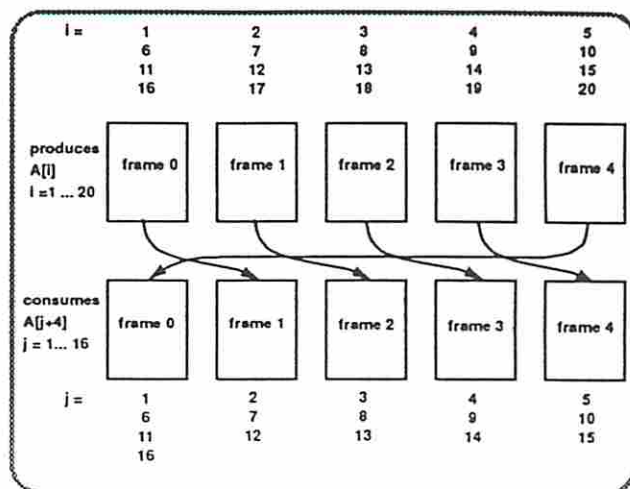 i = 1 2 3 4 5
6 7 8 9 10
11 12 13 14 15
16 17 18 19 20
produces
A[i]
i =1 ... 20
frame 0 frame 1 frame 2 frame 3 frame 4
consumes
A[j+4]
j = 1... 16
frame 0 frame 1 frame 2 frame 3 frame 4
j = 1 2 3 4 5
6 7 8 9 10
11 12 13 14 15
16